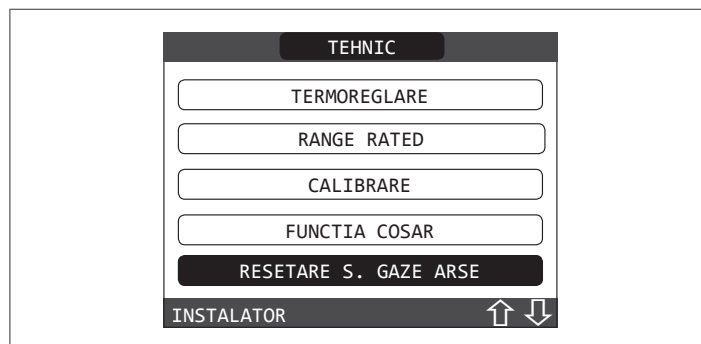 TEHNIC
TERMOREGLARE
RANGE RATED
CALIBRARE
FUNCTIA COSAR
RESETARE S. GAZE ARSE
INSTALATOR